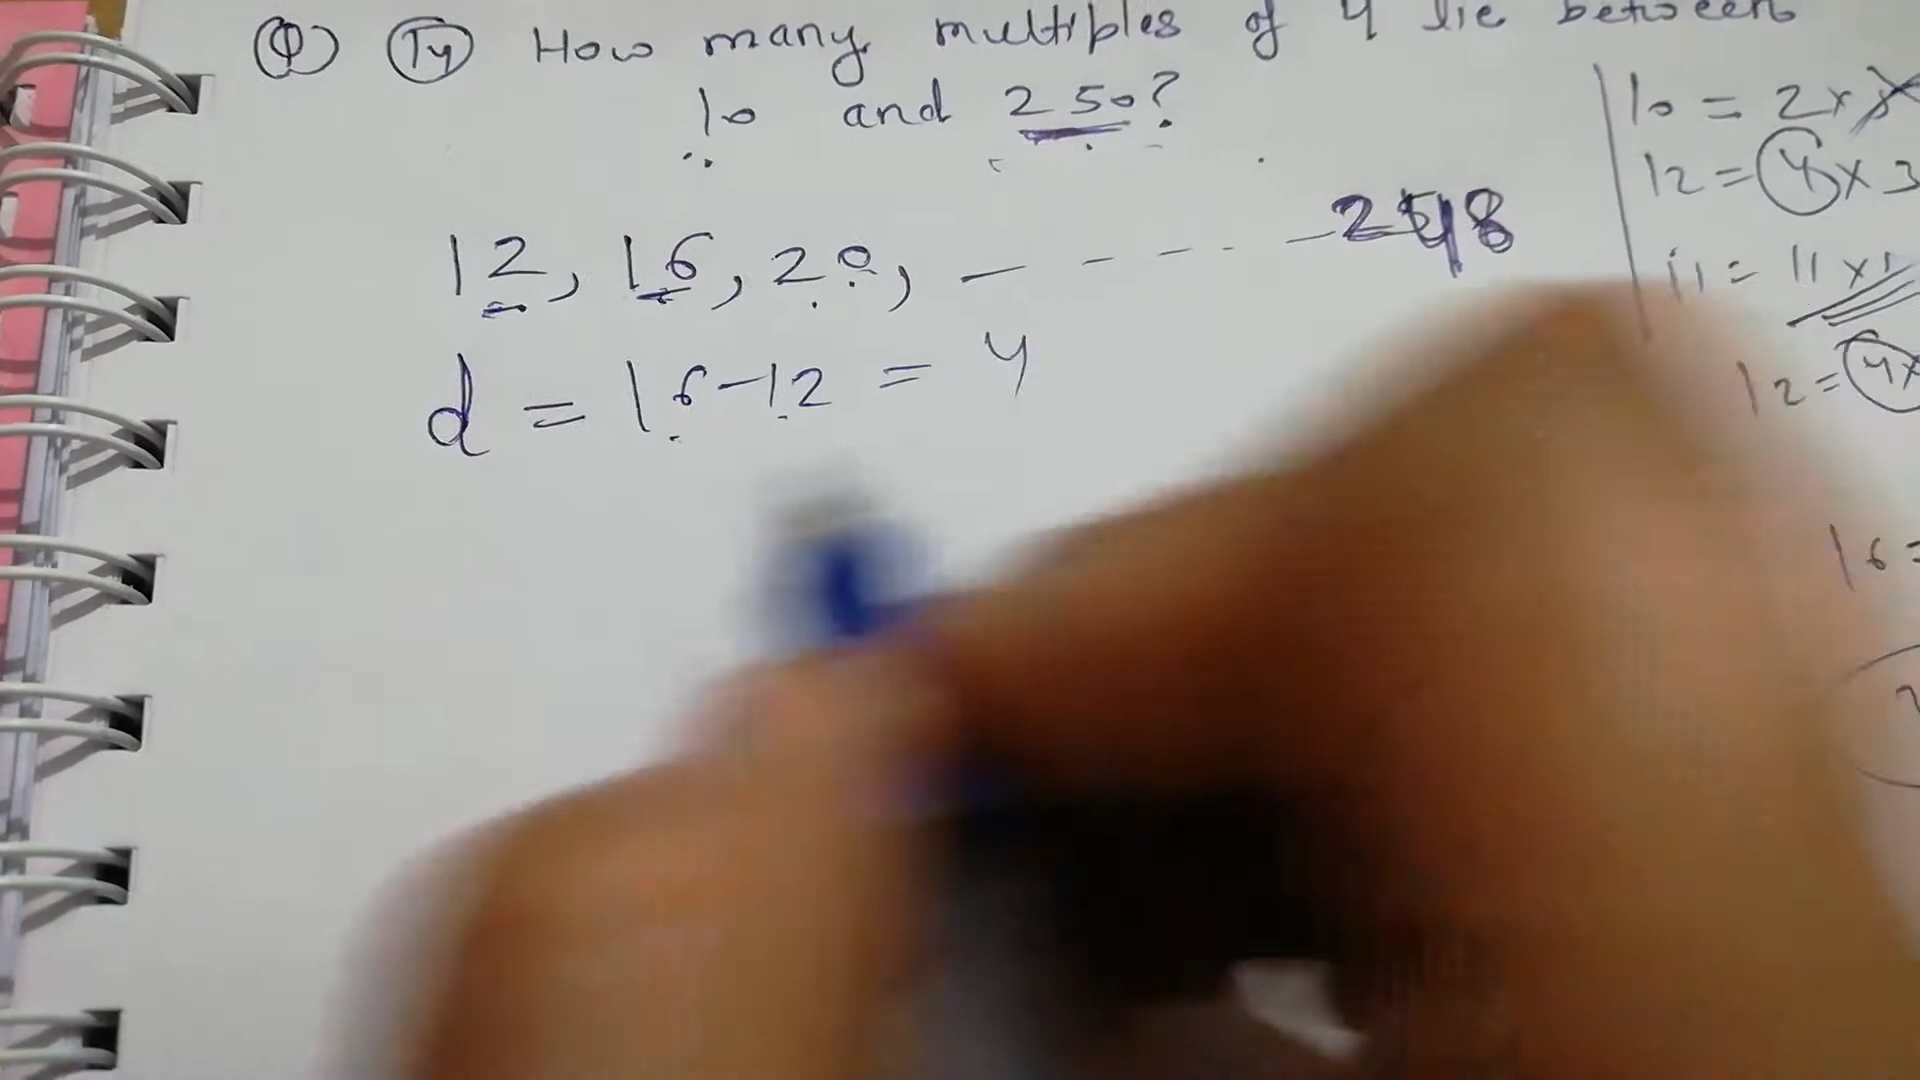 Q Ty How many multiples of 4 lie between
10 and 250?
12, 16, 20, — - - - - 248
d = 16-12 = 4
10 = 2×
12 = 4×3
11 = 11×1
12 = 4×
16 =